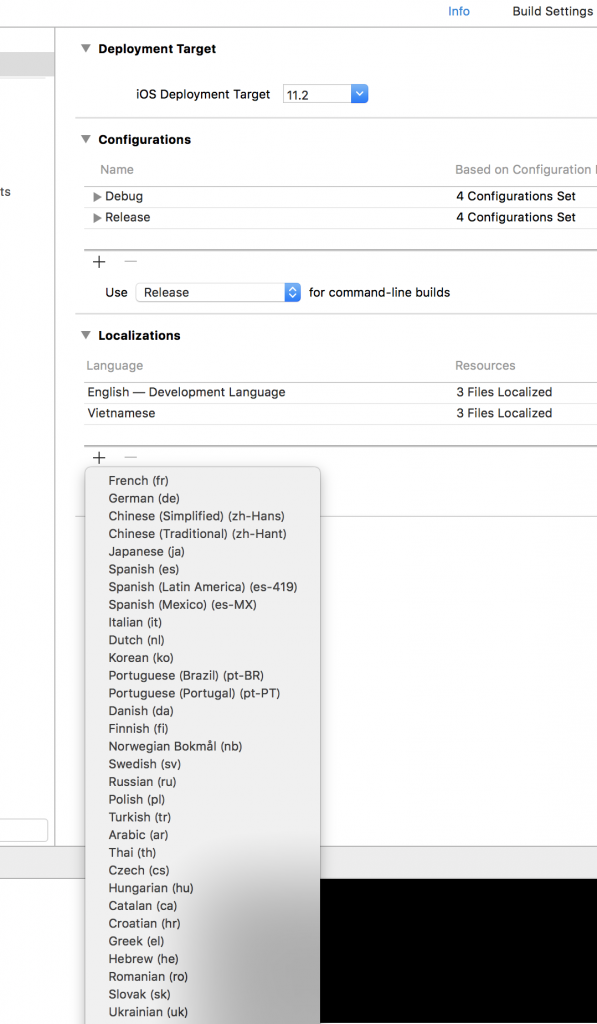 Info Build Settings
Deployment Target
iOS Deployment Target 11.2
Configurations
Name Based on Configuration
ts
Debug 4 Configurations Set
Release 4 Configurations Set
+ —
Use Release for command-line builds
Localizations
Language Resources
English — Development Language 3 Files Localized
Vietnamese 3 Files Localized
+ —
French (fr)
German (de)
Chinese (Simplified) (zh-Hans)
Chinese (Traditional) (zh-Hant)
Japanese (ja)
Spanish (es)
Spanish (Latin America) (es-419)
Spanish (Mexico) (es-MX)
Italian (it)
Dutch (nl)
Korean (ko)
Portuguese (Brazil) (pt-BR)
Portuguese (Portugal) (pt-PT)
Danish (da)
Finnish (fi)
Norwegian Bokmål (nb)
Swedish (sv)
Russian (ru)
Polish (pl)
Turkish (tr)
Arabic (ar)
Thai (th)
Czech (cs)
Hungarian (hu)
Catalan (ca)
Croatian (hr)
Greek (el)
Hebrew (he)
Romanian (ro)
Slovak (sk)
Ukrainian (uk)